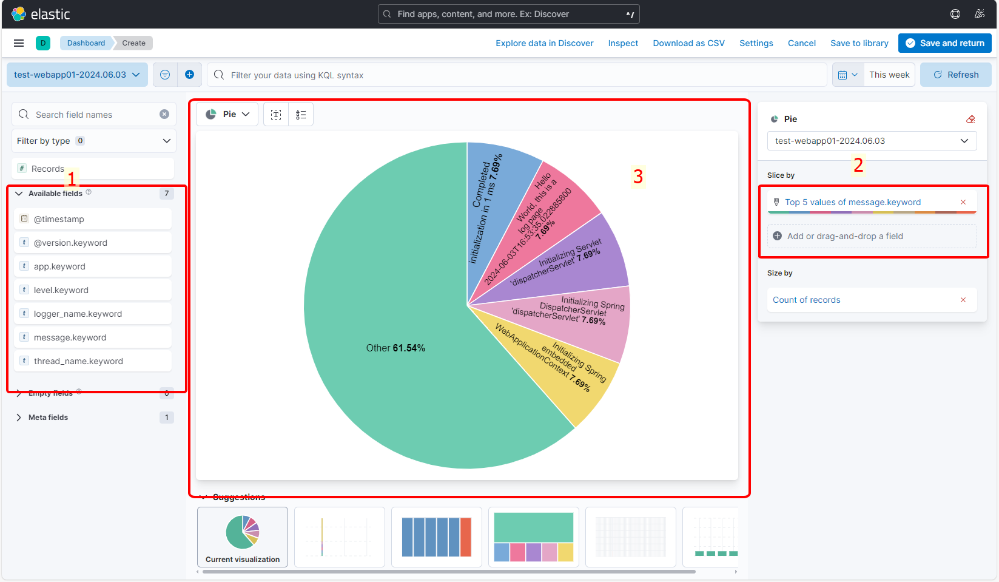 elastic
Find apps, content, and more. Ex: Discover
^/
D
Dashboard
Create
Explore data in Discover
Inspect
Download as CSV
Settings
Cancel
Save to library
Save and return
test-webapp01-2024.06.03
Filter your data using KQL syntax
This week
Refresh
Search field names
Filter by type 0
# Records
1
Available fields
7
@timestamp
t @version.keyword
t app.keyword
t level.keyword
t logger_name.keyword
t message.keyword
t thread_name.keyword
Empty fields
0
Meta fields
1
Pie
3
Completed
initialization in 1 ms 7.69%
Hello
World, this is a
log page
2024-06-03T16:53:35.022885800
7.69%
Initializing Servlet
'dispatcherServlet' 7.69%
Initializing Spring
DispatcherServlet
'dispatcherServlet' 7.69%
Initializing Spring
embedded
WebApplicationContext 7.69%
Other 61.54%
Suggestions
Current visualization
Pie
test-webapp01-2024.06.03
2
Slice by
Top 5 values of message.keyword
Add or drag-and-drop a field
Size by
Count of records